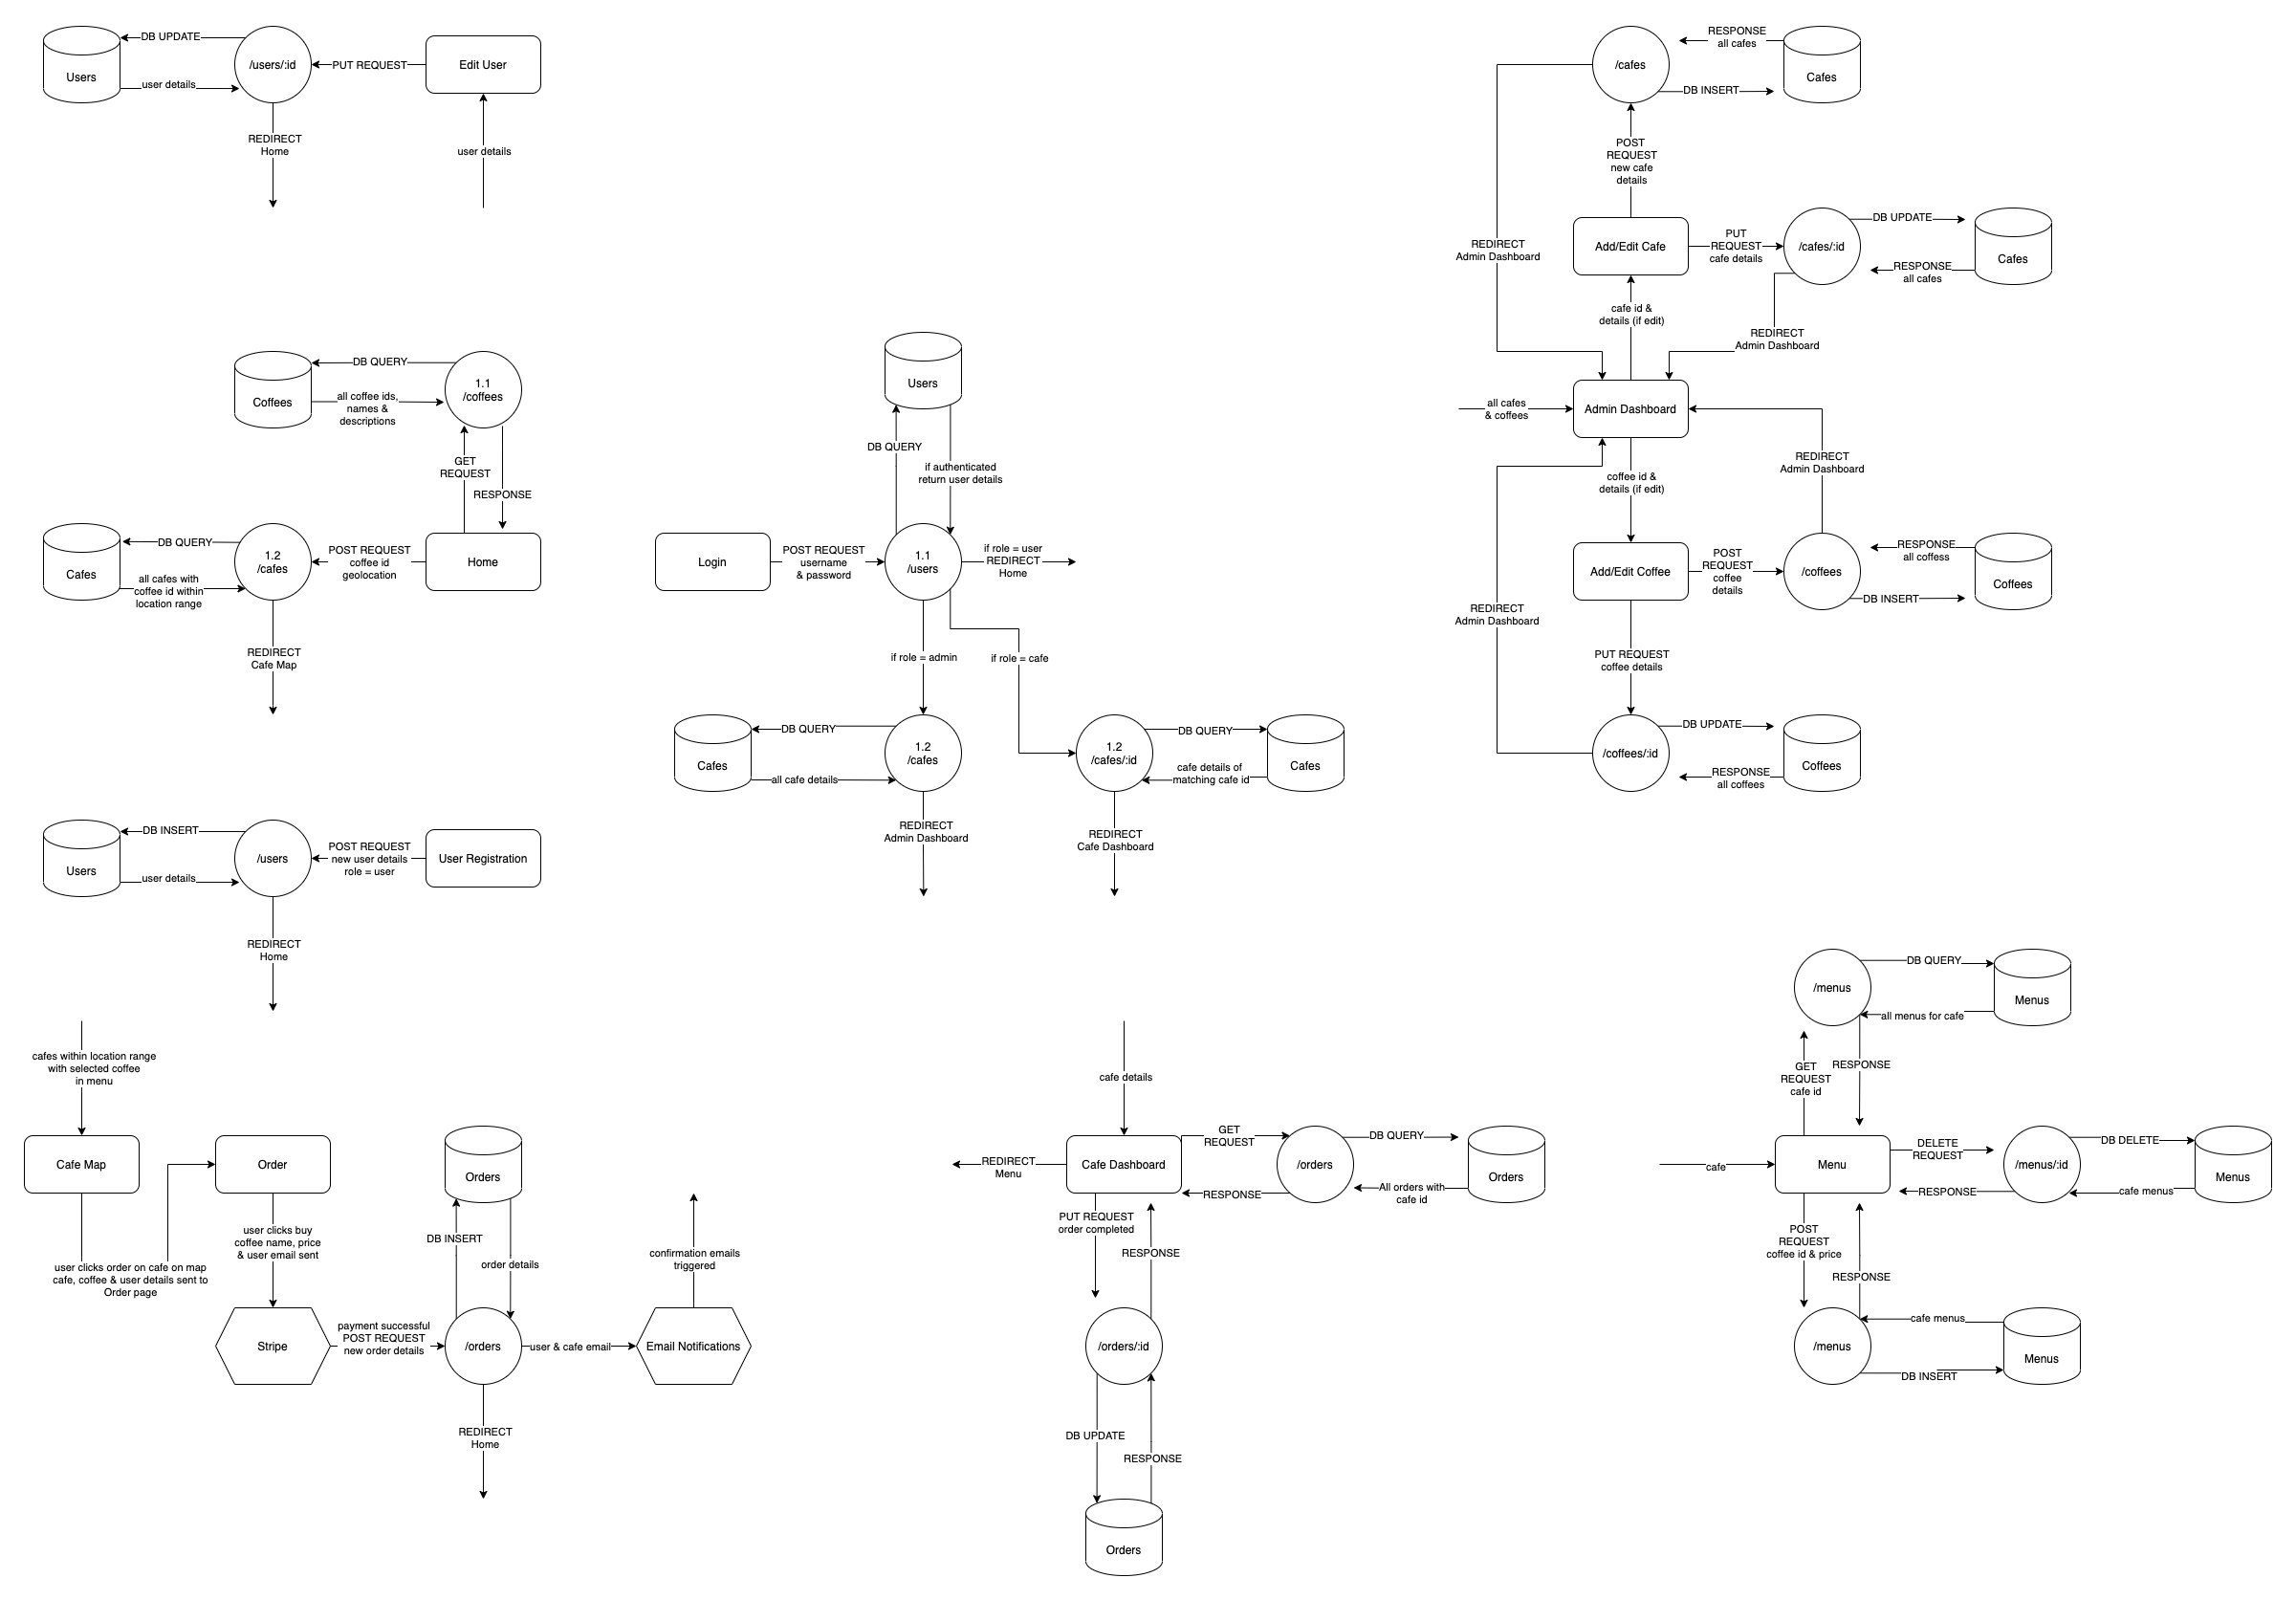 DB UPDATE
Users
user details
/users/:id
PUT REQUEST
Edit User
REDIRECT
Home
user details
Coffees
DB QUERY
all coffee ids,
names &
descriptions
1.1
/coffees
GET
REQUEST
RESPONSE
Cafes
DB QUERY
all cafes with
coffee id within
location range
1.2
/cafes
POST REQUEST
coffee id
geolocation
Home
REDIRECT
Cafe Map
Users
DB INSERT
user details
/users
POST REQUEST
new user details
role = user
User Registration
REDIRECT
Home
Users
DB QUERY
if authenticated
return user details
Login
POST REQUEST
username
& password
1.1
/users
if role = user
REDIRECT
Home
if role = admin
if role = cafe
Cafes
DB QUERY
all cafe details
1.2
/cafes
REDIRECT
Admin Dashboard
1.2
/cafes/:id
DB QUERY
cafe details of
matching cafe id
Cafes
REDIRECT
Cafe Dashboard
/cafes
RESPONSE
all cafes
DB INSERT
Cafes
POST
REQUEST
new cafe
details
REDIRECT
Admin Dashboard
Add/Edit Cafe
PUT
REQUEST
cafe details
/cafes/:id
DB UPDATE
RESPONSE
all cafes
Cafes
cafe id &
details (if edit)
REDIRECT
Admin Dashboard
all cafes
& coffees
Admin Dashboard
coffee id &
details (if edit)
REDIRECT
Admin Dashboard
Add/Edit Coffee
POST
REQUEST
coffee
details
/coffees
RESPONSE
all coffess
DB INSERT
Coffees
REDIRECT
Admin Dashboard
PUT REQUEST
coffee details
/coffees/:id
DB UPDATE
RESPONSE
all coffees
Coffees
cafes within location range
with selected coffee
in menu
Cafe Map
user clicks order on cafe on map
cafe, coffee & user details sent to
Order page
Order
user clicks buy
coffee name, price
& user email sent
Stripe
payment successful
POST REQUEST
new order details
Orders
DB INSERT
order details
/orders
user & cafe email
Email Notifications
confirmation emails
triggered
REDIRECT
Home
cafe details
REDIRECT
Menu
Cafe Dashboard
GET
REQUEST
RESPONSE
/orders
DB QUERY
All orders with
cafe id
Orders
PUT REQUEST
order completed
RESPONSE
/orders/:id
DB UPDATE
RESPONSE
Orders
/menus
DB QUERY
all menus for cafe
Menus
GET
REQUEST
cafe id
RESPONSE
cafe
Menu
DELETE
REQUEST
RESPONSE
/menus/:id
DB DELETE
cafe menus
Menus
POST
REQUEST
coffee id & price
RESPONSE
/menus
cafe menus
DB INSERT
Menus